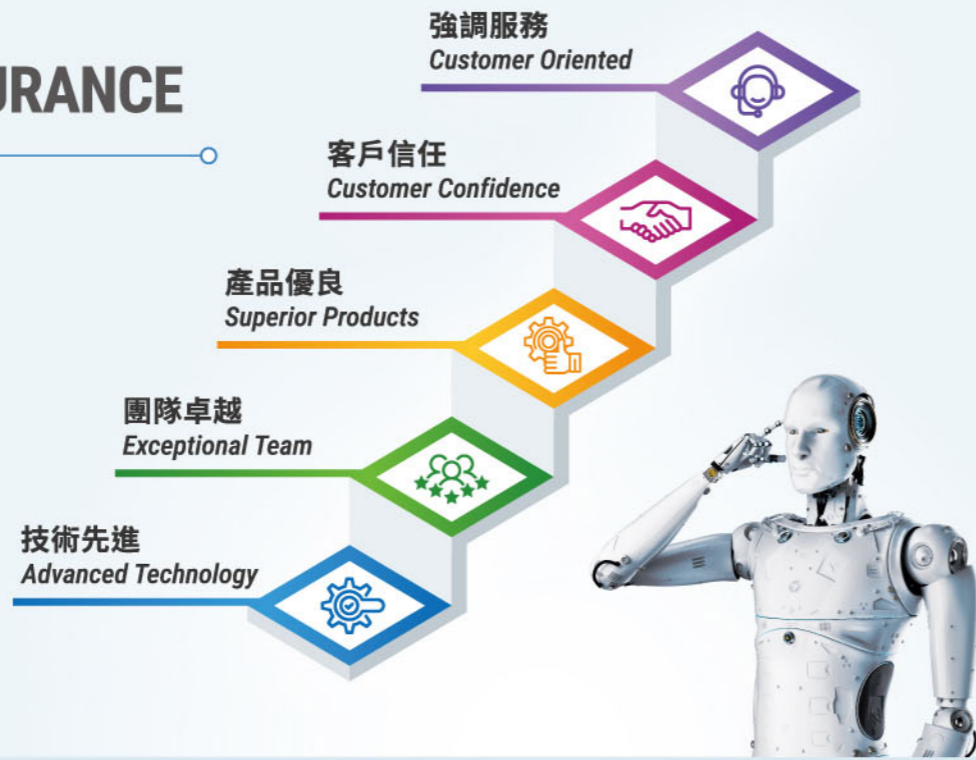 URANCE
強調服務
Customer Oriented
客戶信任
Customer Confidence
產品優良
Superior Products
團隊卓越
Exceptional Team
技術先進
Advanced Technology